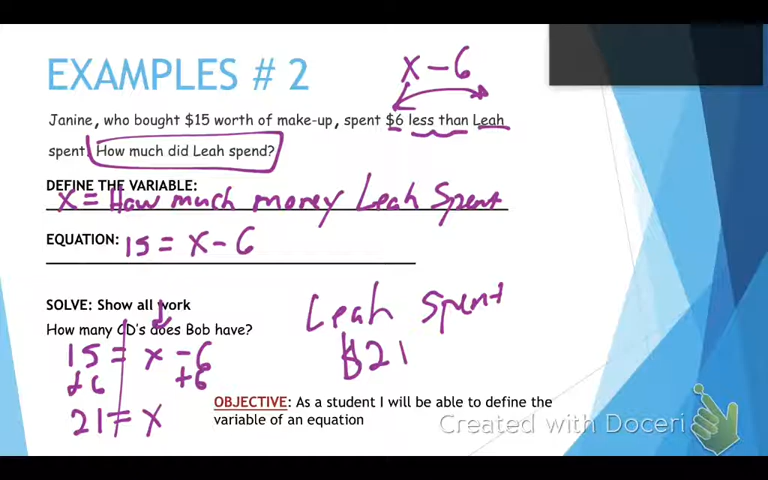 x - 6
EXAMPLES # 2
Janine, who bought $15 worth of make-up, spent $6 less than Leah
spent. How much did Leah spend?
DEFINE THE VARIABLE:
x = How much money Leah Spent
EQUATION: 15 = x - 6
SOLVE: Show all work
How many CD's does Bob have?
Leah Spent
$21
15 = x - 6
+6 +6
21 = x
OBJECTIVE: As a student I will be able to define the
variable of an equation
Created with Doceri